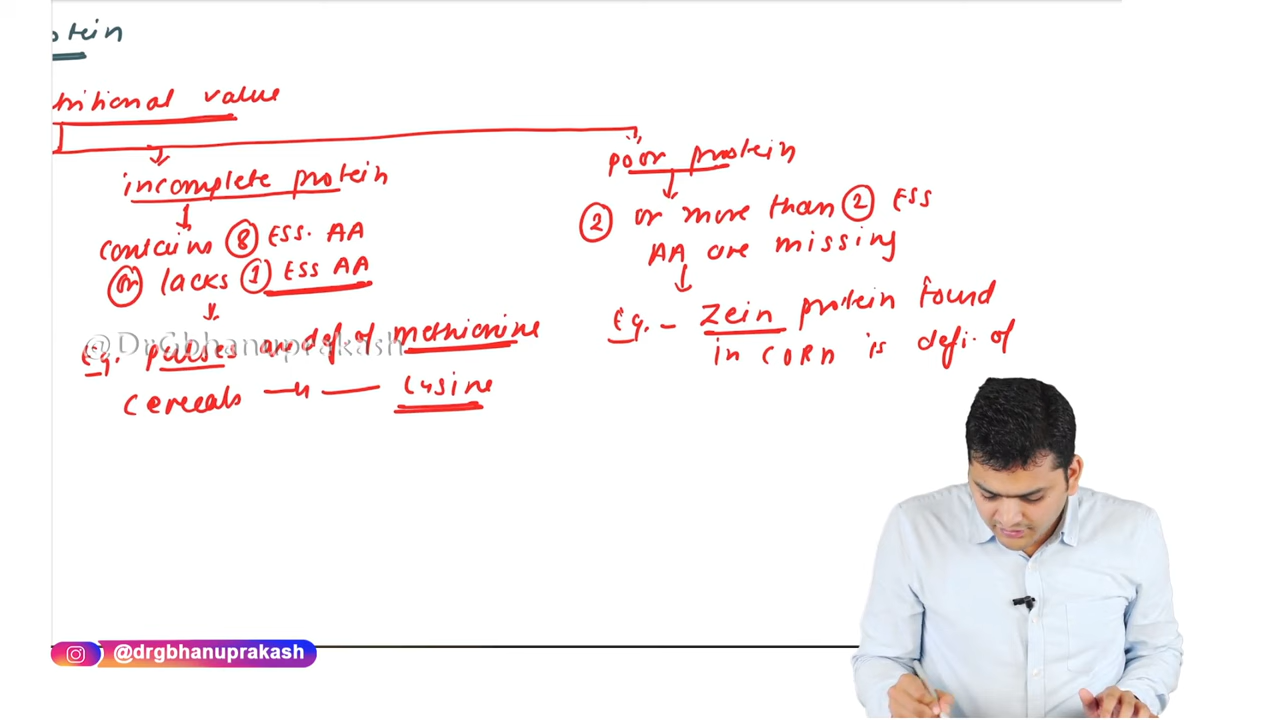 otein
tritional value
incomplete protein
contains 8 ESS. AA
or lacks 1 ESS AA
Eg. pulses are def of methionine
@DrGbhanuprakash
cereals —"— Lysine
poor protein
2 or more than 2 ESS
AA are missing
Eg. – Zein protein found
in CORN is defi. of
@drgbhanuprakash